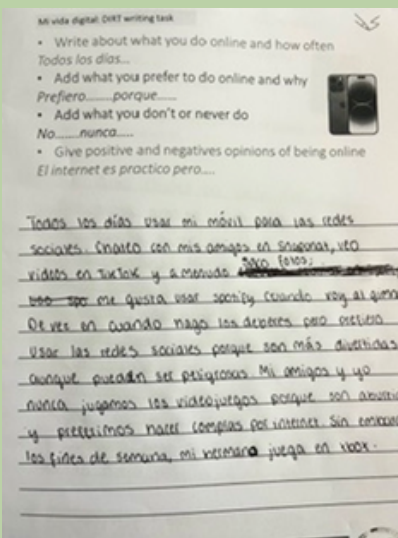 Mi vida digital: DIRT writing task
• Write about what you do online and how often
Todos los días...
• Add what you prefer to do online and why
Prefiero........porque......
• Add what you don't or never do
No.......nunca.....
• Give positive and negatives opinions of being online
El internet es practico pero....
Todos los días usar mi móvil para las redes
sociales. Chateo con mis amigos en snapchat, veo
videos en TikTok y a menudo saco fotos;
me gusta usar spotify cuando voy al
De vez en cuando hago los deberes pero prefiero
usar las redes sociales porque son más divertidas
aunque puedan ser peligrosas Mi amigos y yo
nunca jugamos los videojuegos porque son
y preferimos hacer compras por internet. Sin
los fines de semana, mi hermano juega en xbox.